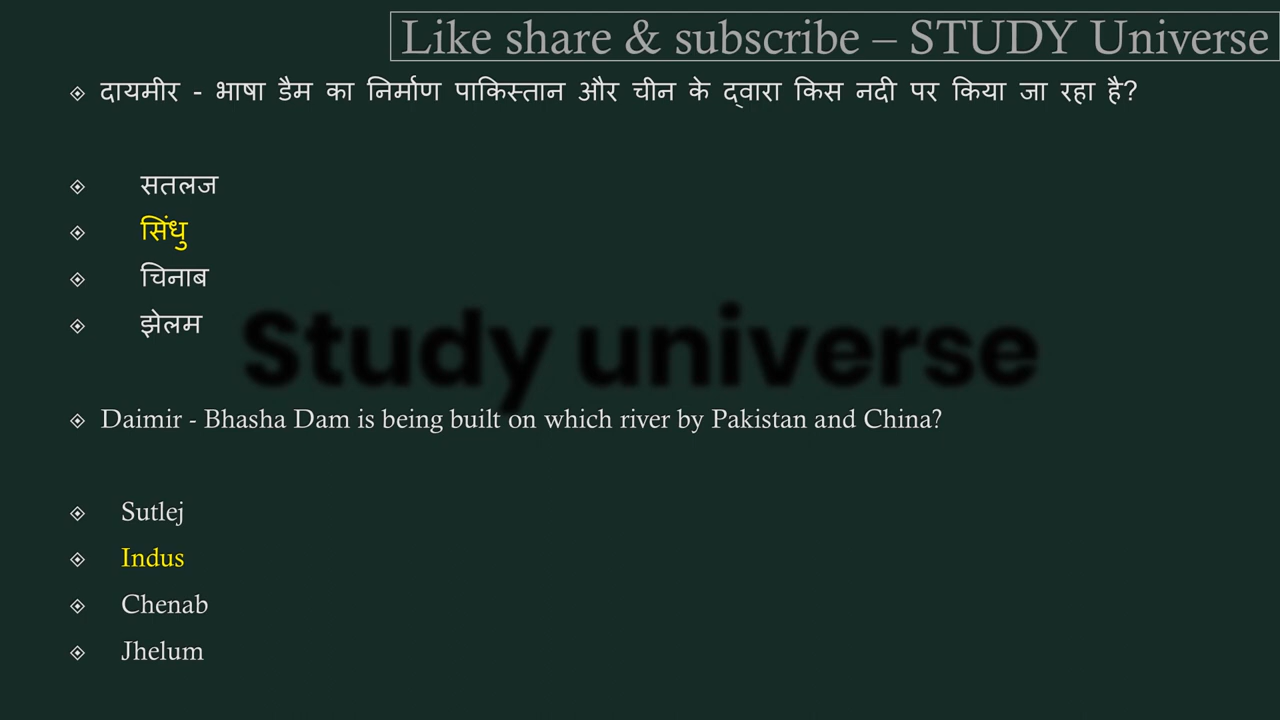 Like share & subscribe – STUDY Universe
दायमीर - भाषा डैम का निर्माण पाकिस्तान और चीन के द्वारा किस नदी पर किया जा रहा है?
सतलज
सिंधु
चिनाब
झेलम
Study universe
Daimir - Bhasha Dam is being built on which river by Pakistan and China?
Sutlej
Indus
Chenab
Jhelum